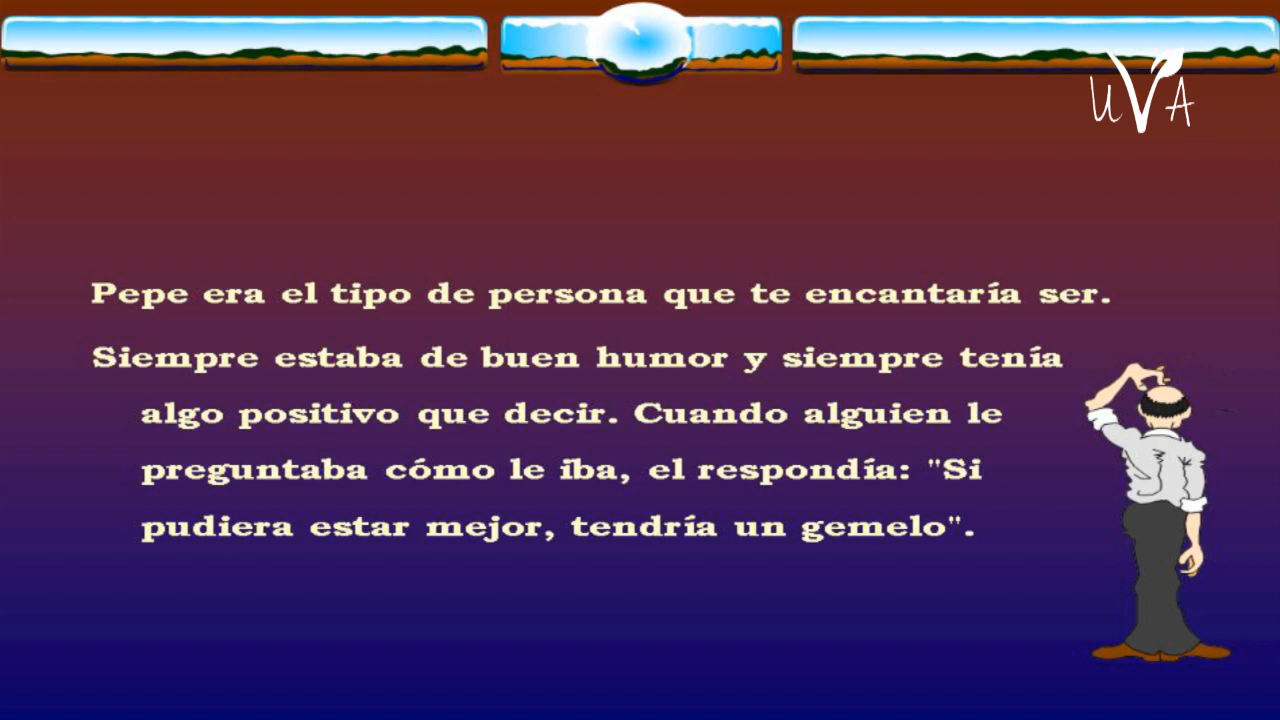 UVA
Pepe era el tipo de persona que te encantaría ser.
Siempre estaba de buen humor y siempre tenía
algo positivo que decir. Cuando alguien le
preguntaba cómo le iba, el respondía: "Si
pudiera estar mejor, tendría un gemelo".